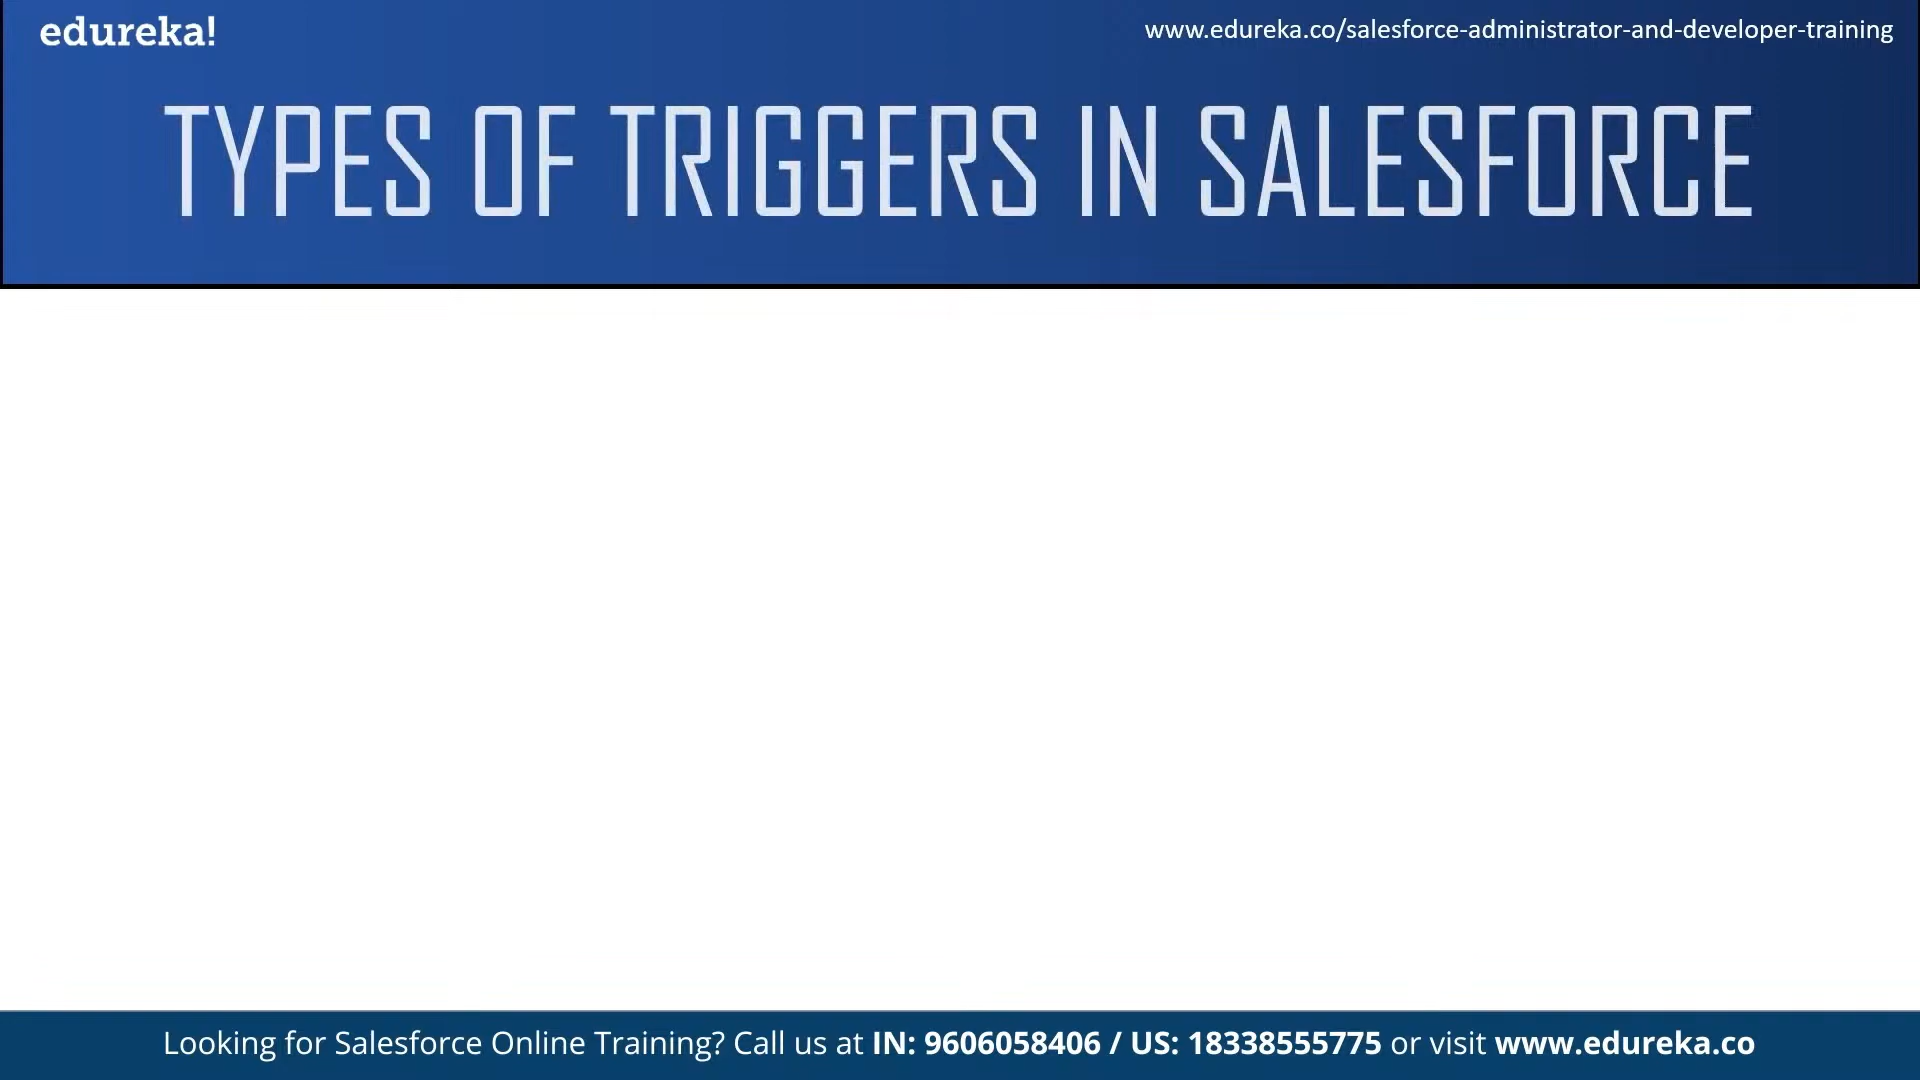 edureka!
www.edureka.co/salesforce-administrator-and-developer-training
TYPES OF TRIGGERS IN SALESFORCE
Looking for Salesforce Online Training? Call us at IN: 9606058406 / US: 18338555775 or visit www.edureka.co